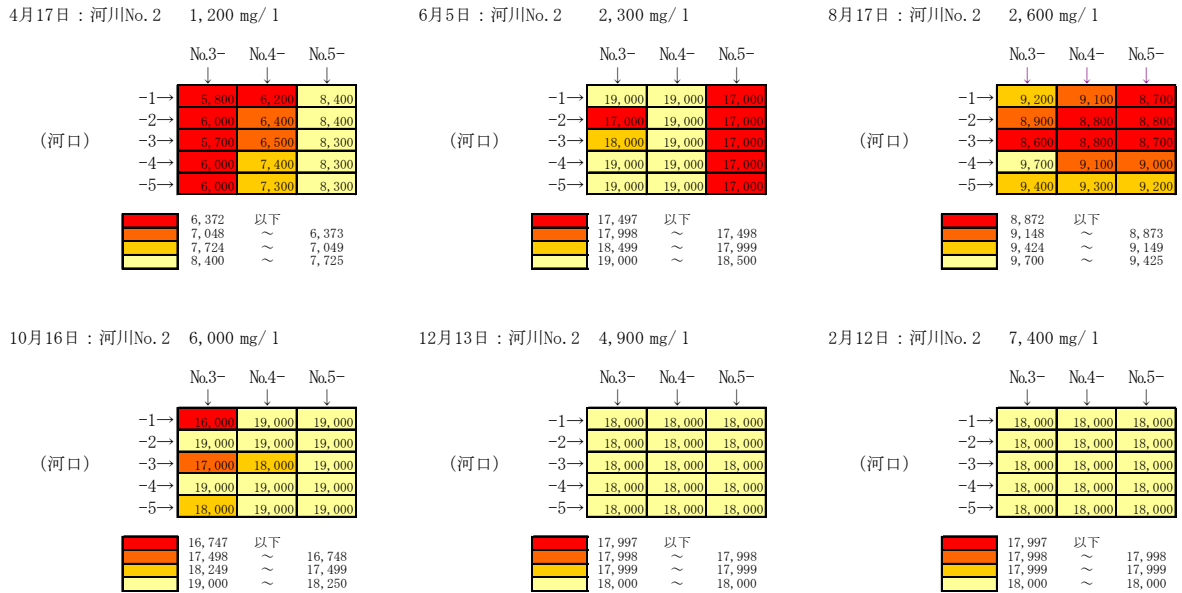 4月17日：河川No.2　1,200 mg/l
No.3-　No.4-　No.5-
↓　↓　↓
-1→　5,800　6,200　8,400
-2→　6,000　6,400　8,400
(河口)　-3→　5,700　6,500　8,300
-4→　6,000　7,400　8,300
-5→　6,000　7,300　8,300
6,372　以下
7,048　～　6,373
7,724　～　7,049
8,400　～　7,725
6月5日：河川No.2　2,300 mg/l
No.3-　No.4-　No.5-
↓　↓　↓
-1→　19,000　19,000　17,000
-2→　17,000　19,000　17,000
(河口)　-3→　18,000　19,000　17,000
-4→　19,000　19,000　17,000
-5→　19,000　19,000　17,000
17,497　以下
17,998　～　17,498
18,499　～　17,999
19,000　～　18,500
8月17日：河川No.2　2,600 mg/l
No.3-　No.4-　No.5-
↓　↓　↓
-1→　9,200　9,100　8,700
-2→　8,900　8,800　8,800
(河口)　-3→　8,600　8,800　8,700
-4→　9,700　9,100　9,000
-5→　9,400　9,300　9,200
8,872　以下
9,148　～　8,873
9,424　～　9,149
9,700　～　9,425
10月16日：河川No.2　6,000 mg/l
No.3-　No.4-　No.5-
↓　↓　↓
-1→　16,000　19,000　19,000
-2→　19,000　19,000　19,000
(河口)　-3→　17,000　18,000　19,000
-4→　19,000　19,000　19,000
-5→　18,000　19,000　19,000
16,747　以下
17,498　～　16,748
18,249　～　17,499
19,000　～　18,250
12月13日：河川No.2　4,900 mg/l
No.3-　No.4-　No.5-
↓　↓　↓
-1→　18,000　18,000　18,000
-2→　18,000　18,000　18,000
(河口)　-3→　18,000　18,000　18,000
-4→　18,000　18,000　18,000
-5→　18,000　18,000　18,000
17,997　以下
17,998　～　17,998
17,999　～　17,999
18,000　～　18,000
2月12日：河川No.2　7,400 mg/l
No.3-　No.4-　No.5-
↓　↓　↓
-1→　18,000　18,000　18,000
-2→　18,000　18,000　18,000
(河口)　-3→　18,000　18,000　18,000
-4→　18,000　18,000　18,000
-5→　18,000　18,000　18,000
17,997　以下
17,998　～　17,998
17,999　～　17,999
18,000　～　18,000